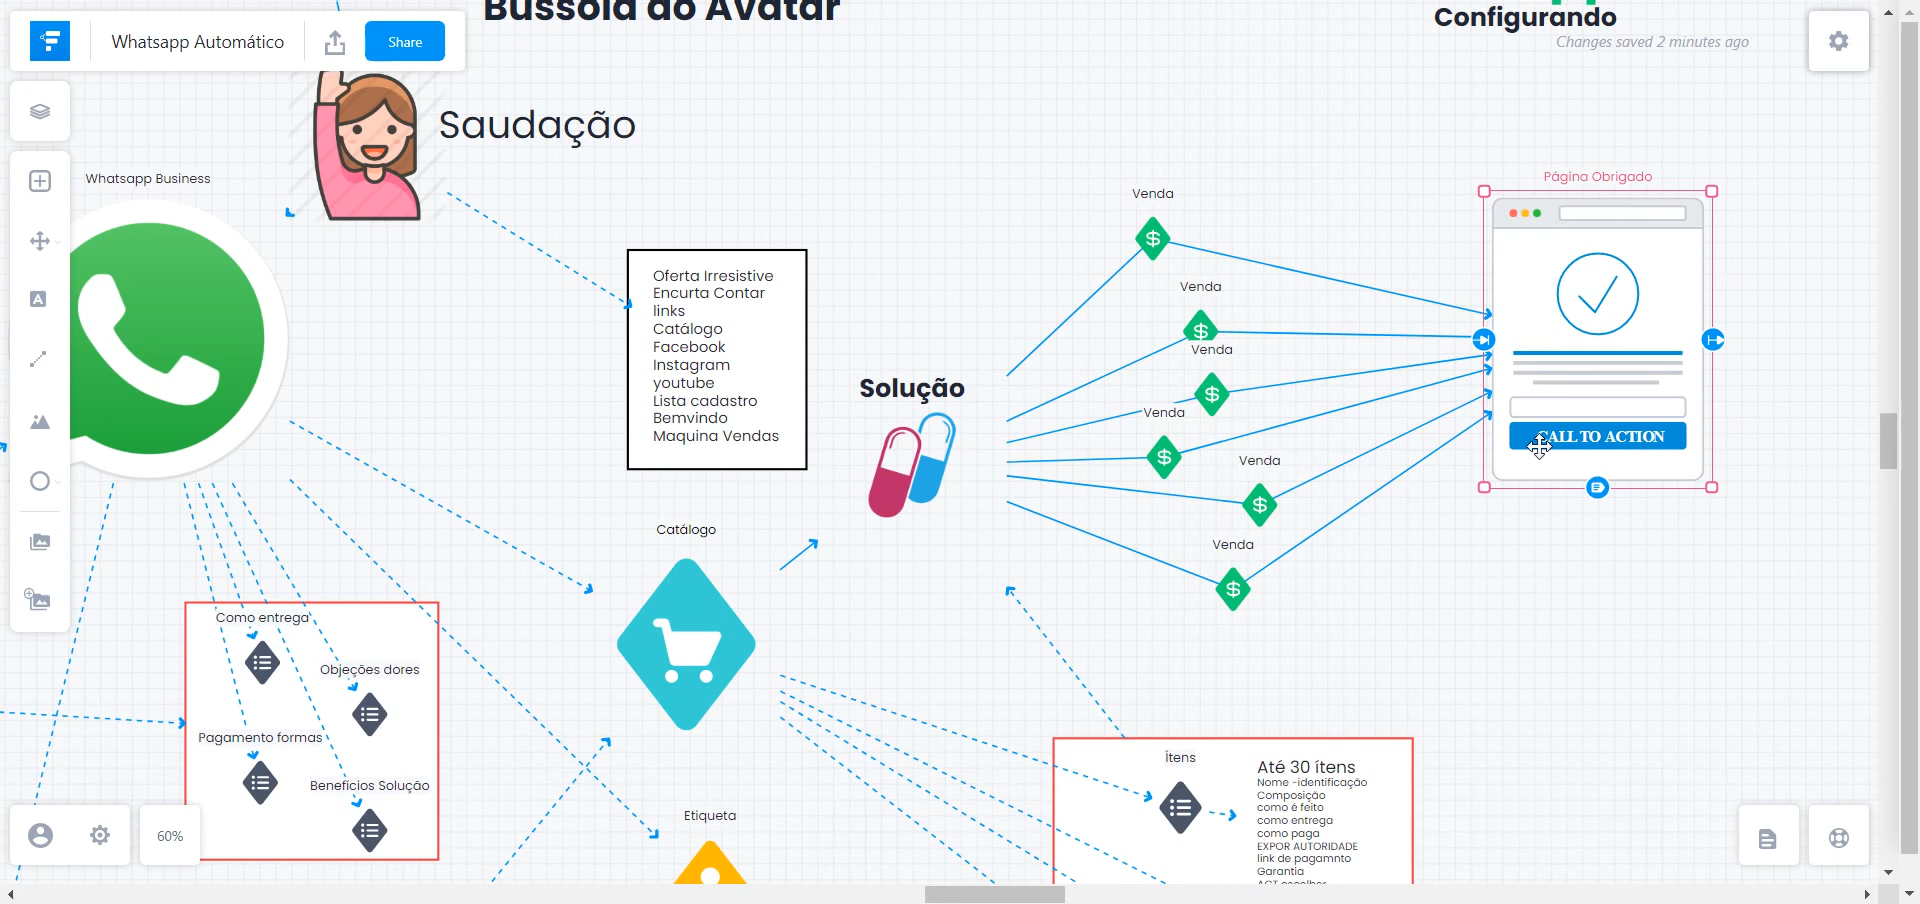 Bussola do Avatar
Configurando
Whatsapp Automático
Share
Changes saved 2 minutes ago
Saudação
Whatsapp Business
Página Obrigado
Venda
Venda
Venda
Venda
Venda
Venda
Oferta Irresistive
Encurta Contar
links
Catálogo
Facebook
Instagram
youtube
Lista cadastro
Bemvindo
Maquina Vendas
Solução
CALL TO ACTION
Catálogo
Como entrega
Objeções dores
Pagamento formas
Benefícios Solução
Etiqueta
60%
Ítens
Até 30 ítens
Nome -identificação
Composição
como é feito
como entrega
como paga
EXPOR AUTORIDADE
link de pagamnto
Garantia